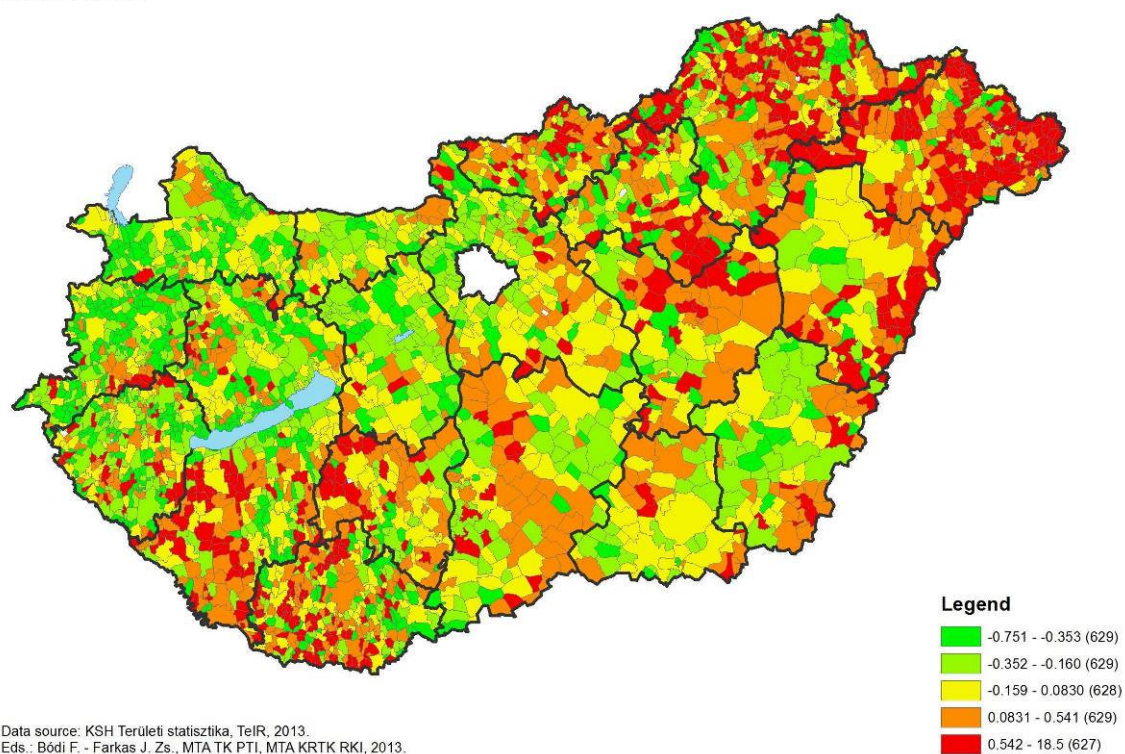 Legend
-0.751 - -0.353 (629)
-0.352 - -0.160 (629)
-0.159 - 0.0830 (628)
0.0831 - 0.541 (629)
0.542 - 18.5 (627)
Data source: KSH Területi statisztika, TeIR, 2013.
Eds.: Bódi F. - Farkas J. Zs., MTA TK PTI, MTA KRTK RKI, 2013.